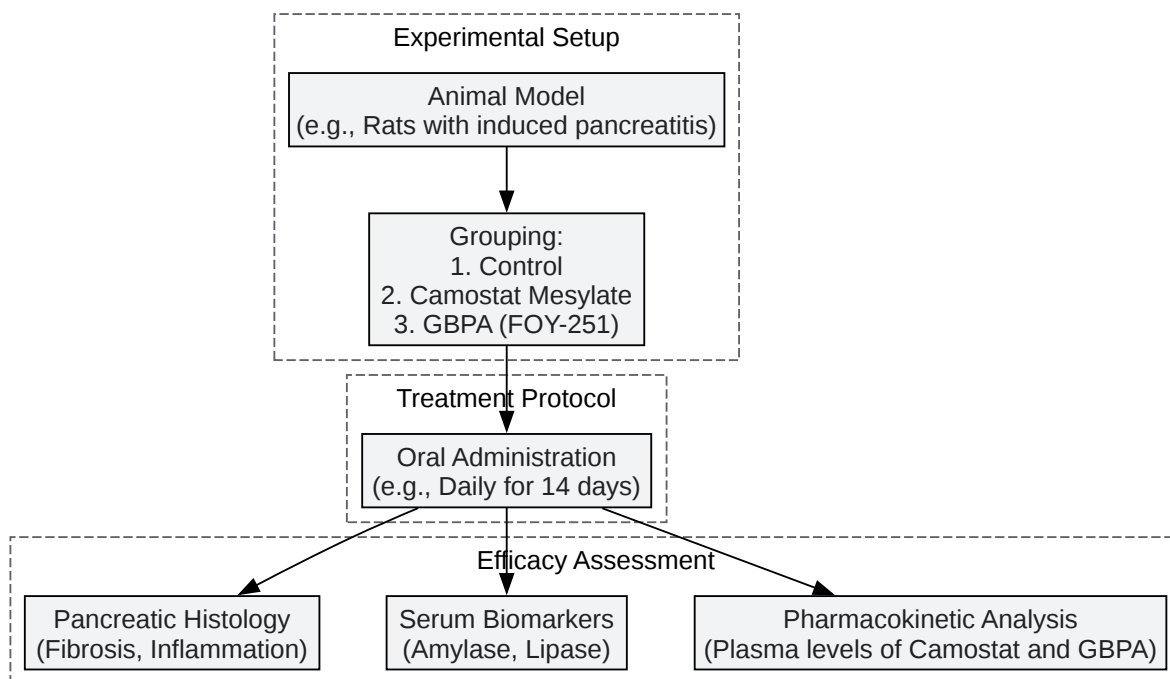 Experimental Setup
Animal Model
(e.g., Rats with induced pancreatitis)
Grouping:
1. Control
2. Camostat Mesylate
3. GBPA (FOY-251)
Treatment Protocol
Oral Administration
(e.g., Daily for 14 days)
Efficacy Assessment
Pancreatic Histology
(Fibrosis, Inflammation)
Serum Biomarkers
(Amylase, Lipase)
Pharmacokinetic Analysis
(Plasma levels of Camostat and GBPA)